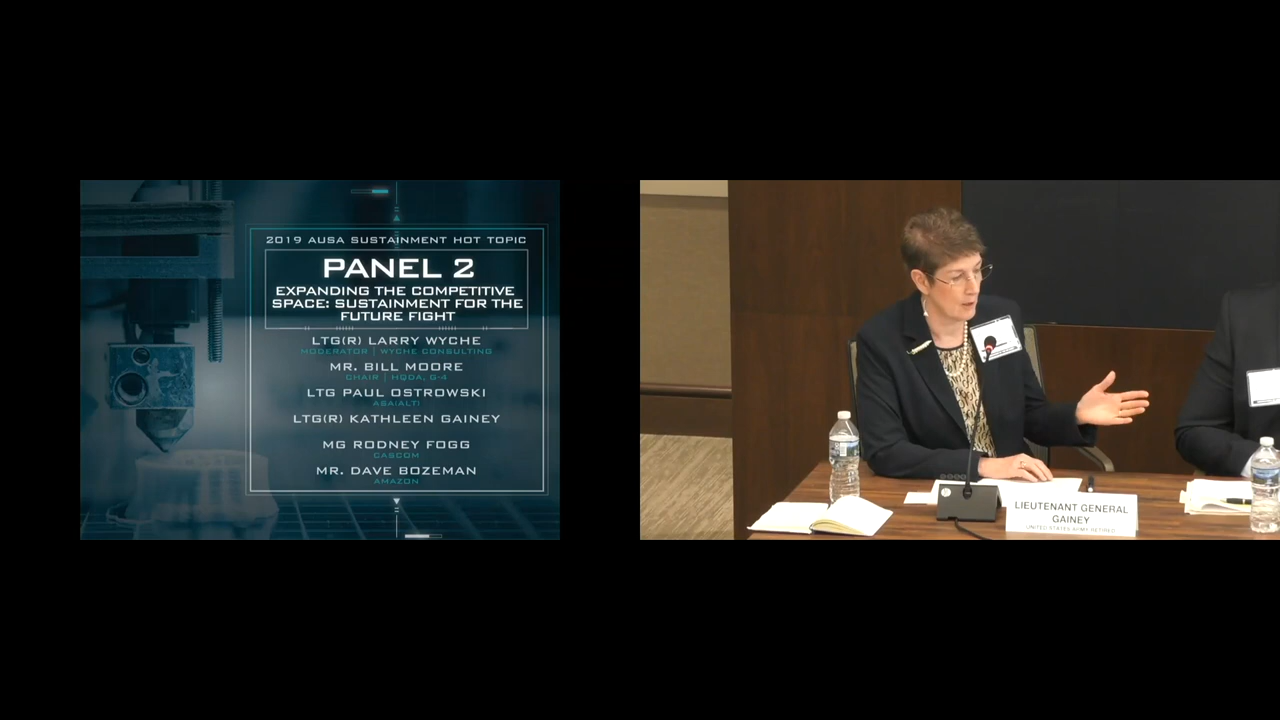 2019 AUSA SUSTAINMENT HOT TOPIC
PANEL 2
EXPANDING THE COMPETITIVE
SPACE: SUSTAINMENT FOR THE
FUTURE FIGHT
LTG(R) LARRY WYCHE
MODERATOR | WYCHE CONSULTING
MR. BILL MOORE
CHAIR | HQDA, G-4
LTG PAUL OSTROWSKI
ASA(ALT)
LTG(R) KATHLEEN GAINEY
MG RODNEY FOGG
CASCOM
MR. DAVE BOZEMAN
AMAZON
LIEUTENANT GENERAL
GAINEY
UNITED STATES ARMY RETIRED